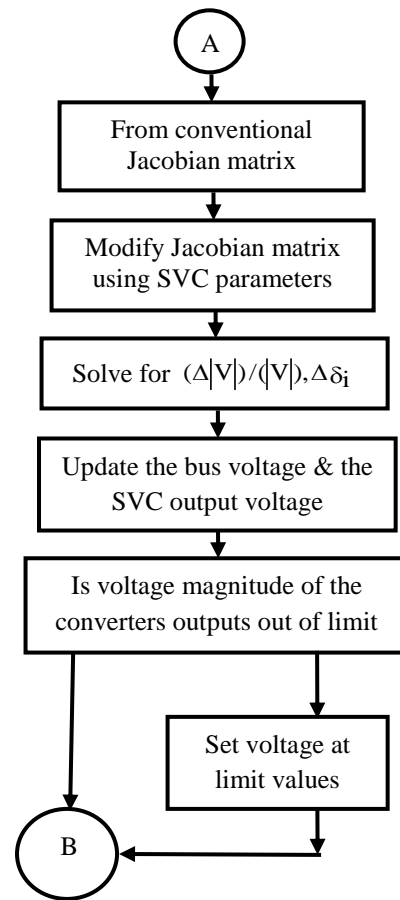 A
From conventional
Jacobian matrix
Modify Jacobian matrix
using SVC parameters
Solve for (Δ|V|)/(|V|),Δδi
Update the bus voltage & the
SVC output voltage
Is voltage magnitude of the
converters outputs out of limit
Set voltage at
limit values
B